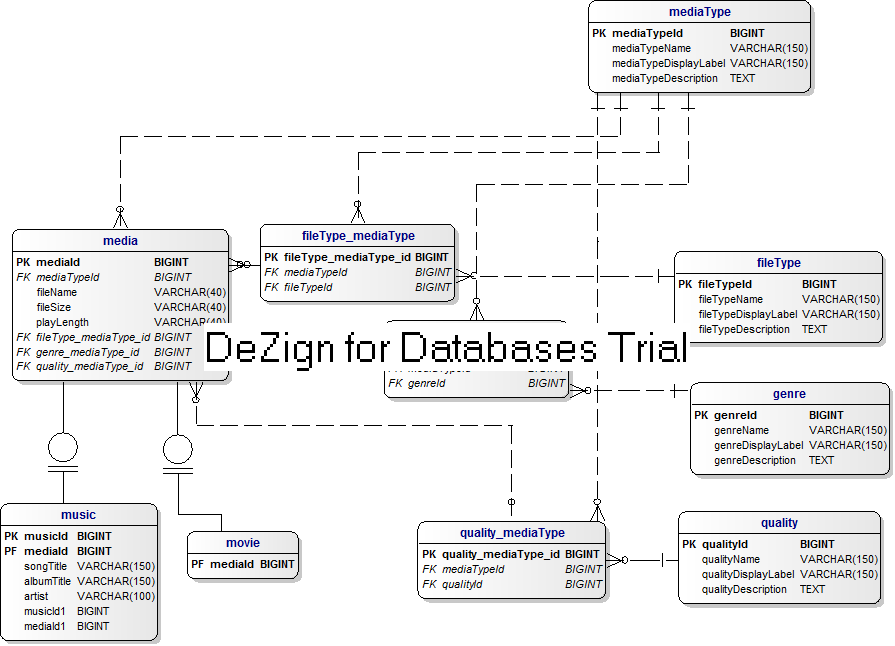 mediaType
PK mediaTypeId BIGINT
mediaTypeName VARCHAR(150)
mediaTypeDisplayLabel VARCHAR(150)
mediaTypeDescription TEXT
media
PK mediaId BIGINT
FK mediaTypeId BIGINT
fileName VARCHAR(40)
fileSize VARCHAR(40)
playLength VARCHAR(40)
FK fileType_mediaType_id BIGINT
FK genre_mediaType_id BIGINT
FK quality_mediaType_id BIGINT
fileType_mediaType
PK fileType_mediaType_id BIGINT
FK mediaTypeId BIGINT
FK fileTypeId BIGINT
fileType
PK fileTypeId BIGINT
fileTypeName VARCHAR(150)
fileTypeDisplayLabel VARCHAR(150)
fileTypeDescription TEXT
DeZign for Databases Trial
FK genreId BIGINT
genre
PK genreId BIGINT
genreName VARCHAR(150)
genreDisplayLabel VARCHAR(150)
genreDescription TEXT
music
PK musicId BIGINT
PF mediaId BIGINT
songTitle VARCHAR(150)
albumTitle VARCHAR(150)
artist VARCHAR(100)
musicId1 BIGINT
mediaId1 BIGINT
movie
PF mediaId BIGINT
quality_mediaType
PK quality_mediaType_id BIGINT
FK mediaTypeId BIGINT
FK qualityId BIGINT
quality
PK qualityId BIGINT
qualityName VARCHAR(150)
qualityDisplayLabel VARCHAR(150)
qualityDescription TEXT